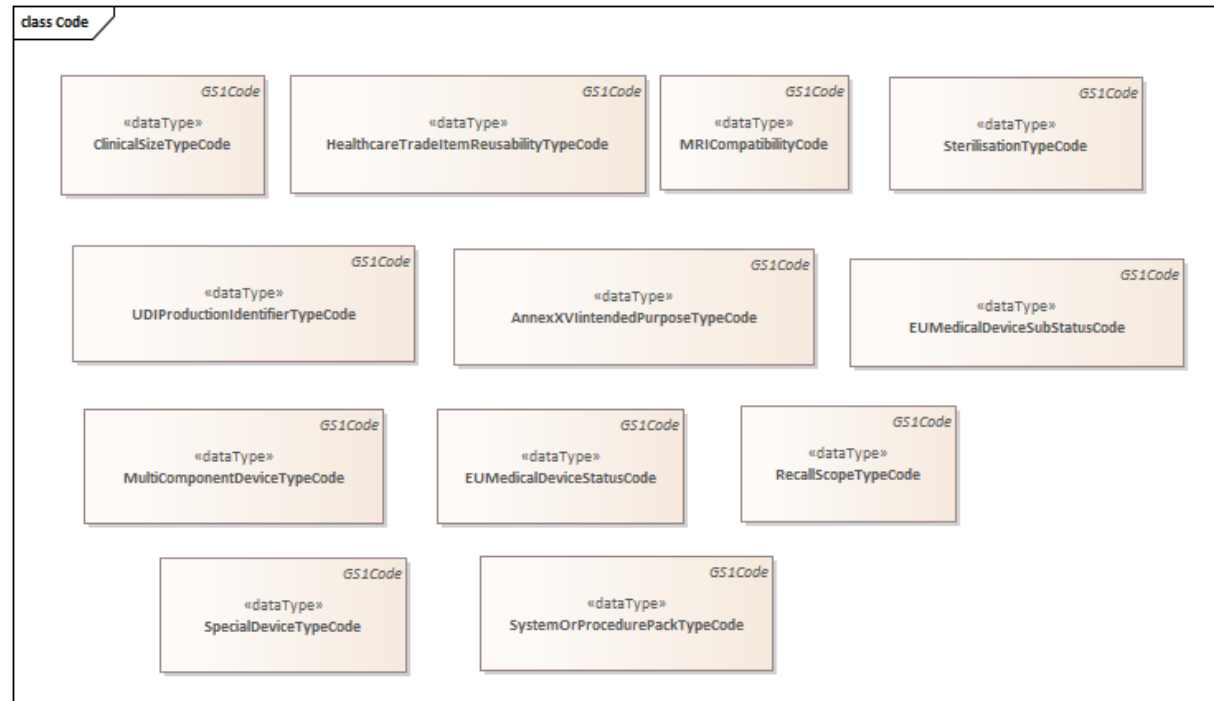 class Code
GS1Code
«dataType»
ClinicalSizeTypeCode
GS1Code
«dataType»
HealthcareTradeItemReusabilityTypeCode
GS1Code
«dataType»
MRICompatibilityCode
GS1Code
«dataType»
SterilisationTypeCode
GS1Code
«dataType»
UDIProductionIdentifierTypeCode
GS1Code
«dataType»
AnnexXVIintendedPurposeTypeCode
GS1Code
«dataType»
EUMedicalDeviceSubStatusCode
GS1Code
«dataType»
MultiComponentDeviceTypeCode
GS1Code
«dataType»
EUMedicalDeviceStatusCode
GS1Code
«dataType»
RecallScopeTypeCode
GS1Code
«dataType»
SpecialDeviceTypeCode
GS1Code
«dataType»
SystemOrProcedurePackTypeCode